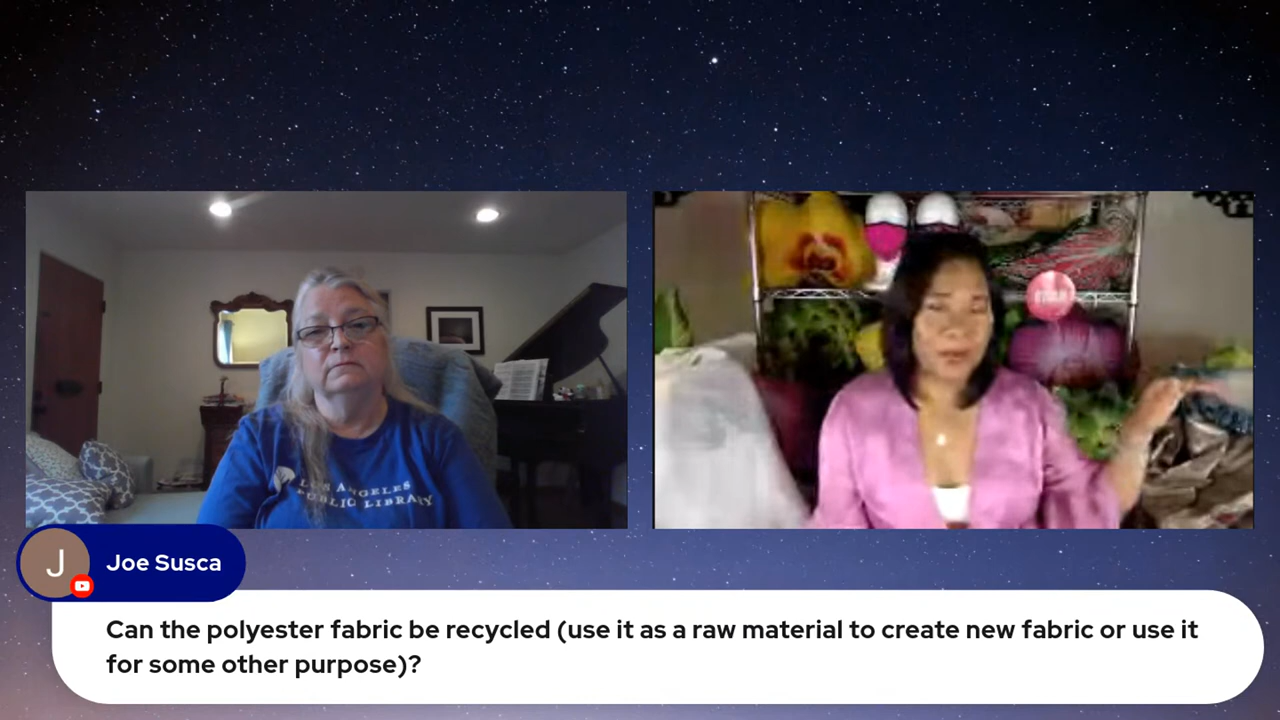 LOS ANGELES
PUBLIC LIBRARY
J
Joe Susca
Can the polyester fabric be recycled (use it as a raw material to create new fabric or use it
for some other purpose)?